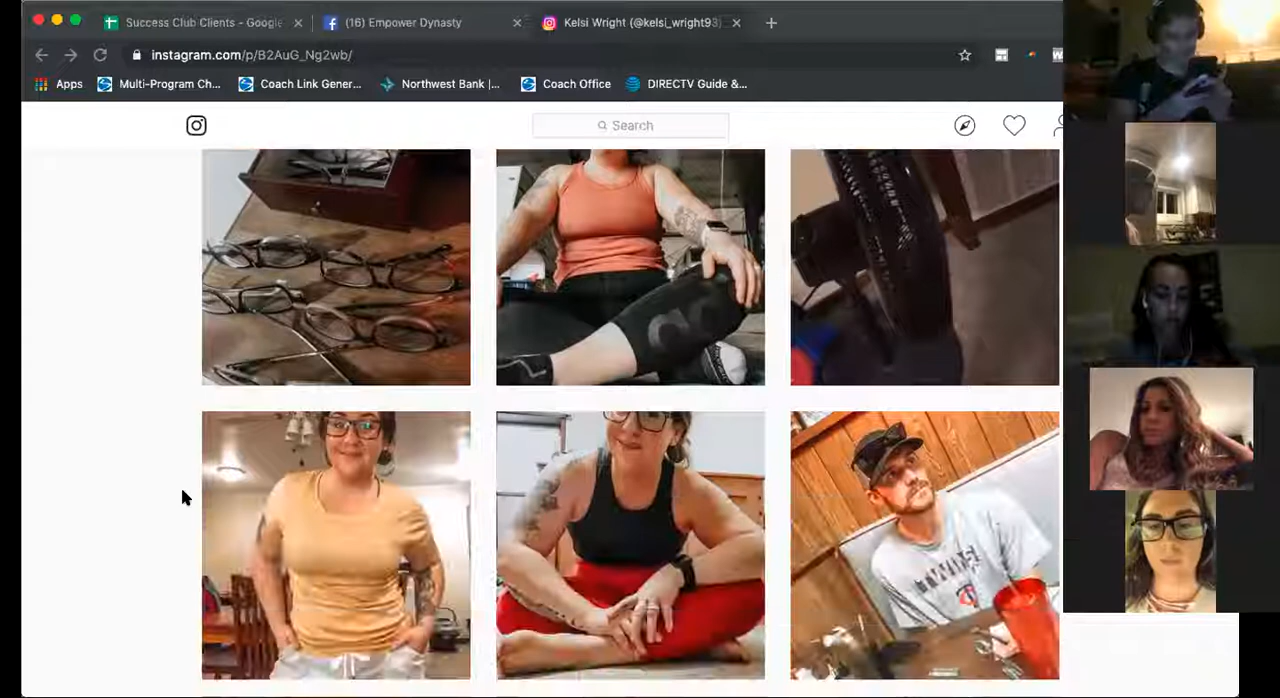 Success Club Clients - Google
(16) Empower Dynasty
Kelsi Wright (@kelsi_wright93)
instagram.com/p/B2AuG_Ng2wb/
Apps
Multi-Program Ch...
Coach Link Gener...
Northwest Bank |...
Coach Office
DIRECTV Guide &...
Search